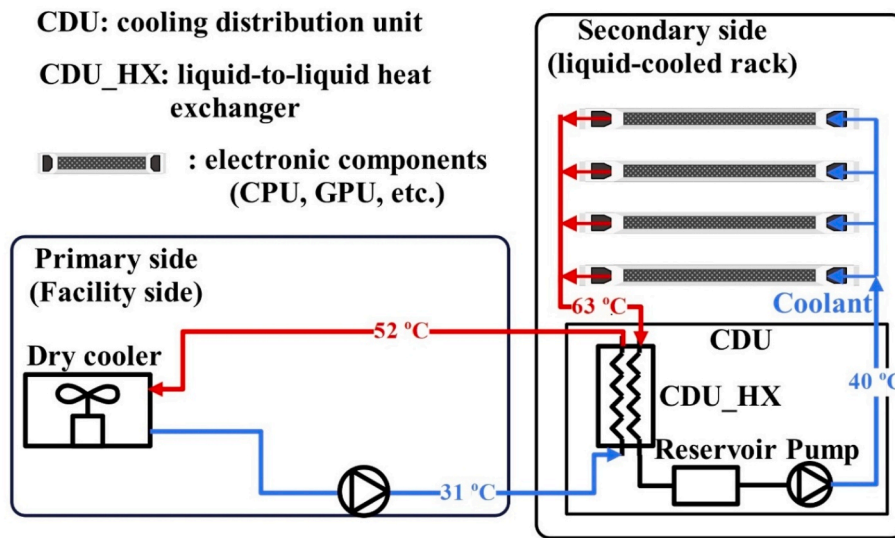 CDU: cooling distribution unit
CDU_HX: liquid-to-liquid heat
exchanger
: electronic components
(CPU, GPU, etc.)
Secondary side
(liquid-cooled rack)
Primary side
(Facility side)
Dry cooler
52 ºC
31 ºC
63 ºC
Coolant
CDU
40 ºC
CDU_HX
Reservoir Pump